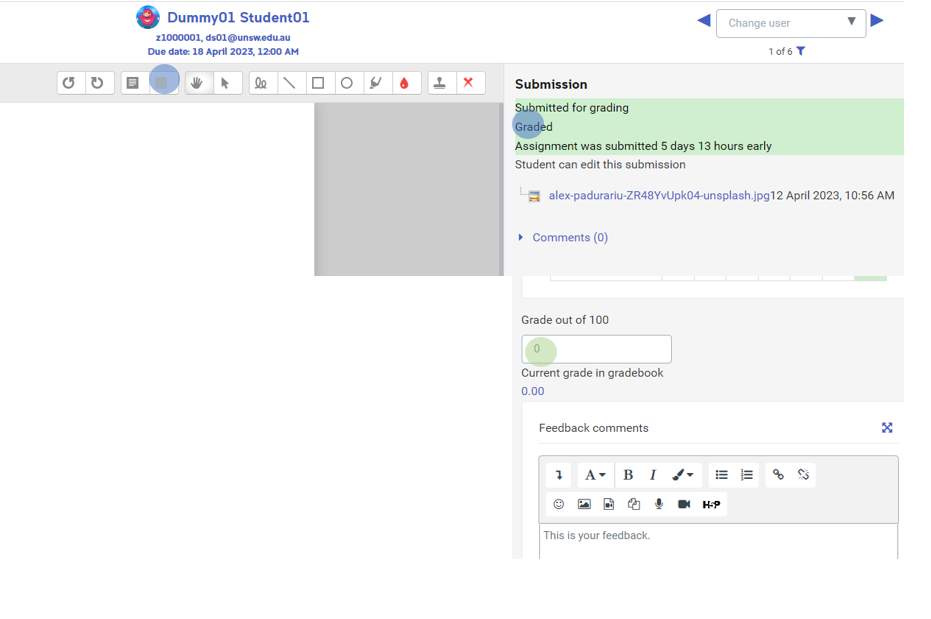 Dummy01 Student01
z1000001, ds01@unsw.edu.au
Due date: 18 April 2023, 12:00 AM
Change user
1 of 6
Submission
Submitted for grading
Graded
Assignment was submitted 5 days 13 hours early
Student can edit this submission
alex-padurariu-ZR48YvUpk04-unsplash.jpg12 April 2023, 10:56 AM
Comments (0)
Grade out of 100
0
Current grade in gradebook
0.00
Feedback comments
A B I
H-P
This is your feedback.